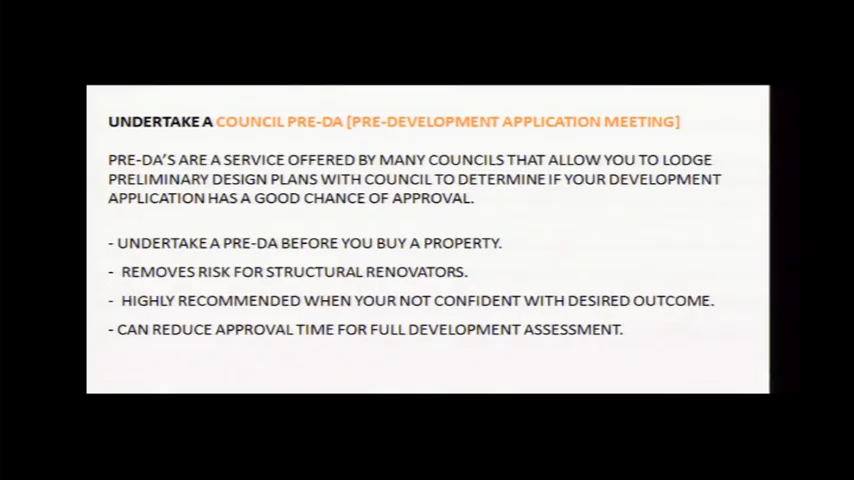 UNDERTAKE A COUNCIL PRE-DA [PRE-DEVELOPMENT APPLICATION MEETING]
PRE-DA'S ARE A SERVICE OFFERED BY MANY COUNCILS THAT ALLOW YOU TO LODGE
PRELIMINARY DESIGN PLANS WITH COUNCIL TO DETERMINE IF YOUR DEVELOPMENT
APPLICATION HAS A GOOD CHANCE OF APPROVAL.
- UNDERTAKE A PRE-DA BEFORE YOU BUY A PROPERTY.
- REMOVES RISK FOR STRUCTURAL RENOVATORS.
- HIGHLY RECOMMENDED WHEN YOUR NOT CONFIDENT WITH DESIRED OUTCOME.
- CAN REDUCE APPROVAL TIME FOR FULL DEVELOPMENT ASSESSMENT.